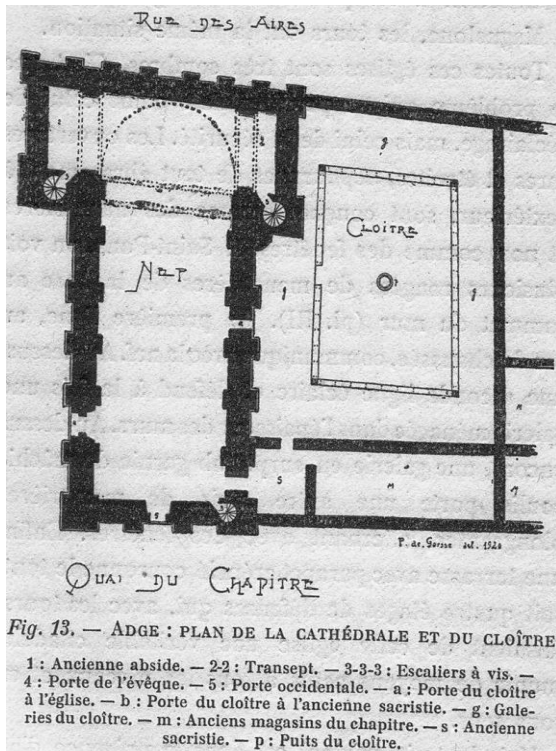 RUE DES AIRES
g
CLOÎTRE
p
NEF
g
g
a
m
s
m
m
5
3
P. de Gorsse del. 1920
QUAI DU CHAPITRE
Fig. 13. — ADGE : PLAN DE LA CATHÉDRALE ET DU CLOÎTRE
1 : Ancienne abside. — 2-2 : Transept. — 3-3-3 : Escaliers à vis. —
4 : Porte de l'évêque. — 5 : Porte occidentale. — a : Porte du cloître
à l'église. — b : Porte du cloître à l'ancienne sacristie. — g : Gale-
ries du cloître. — m : Anciens magasins du chapitre. — s : Ancienne
sacristie. — p : Puits du cloître.